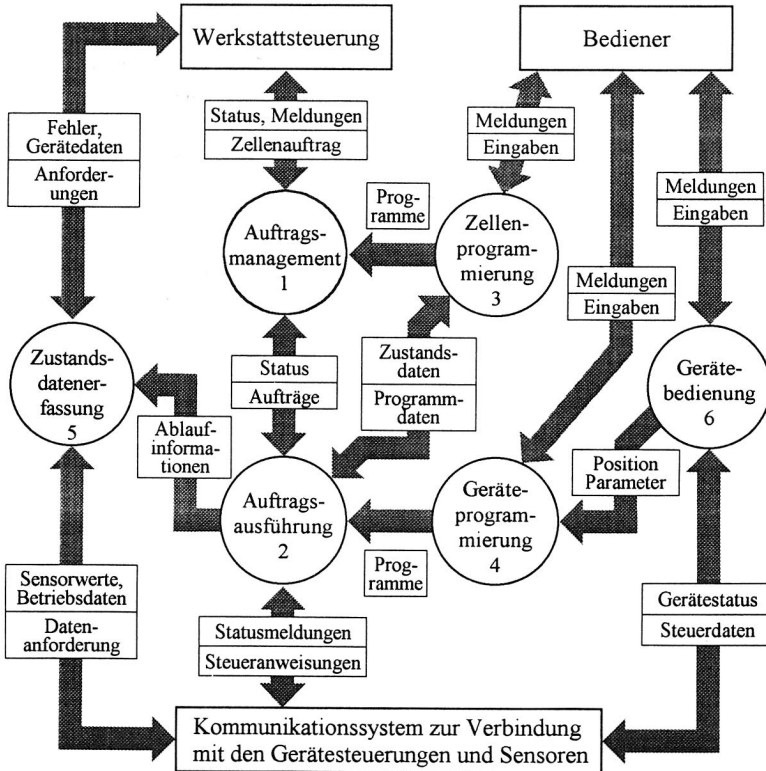 Werkstattsteuerung
Bediener
Fehler,
Gerätedaten
Anforder-
ungen
Status, Meldungen
Zellenauftrag
Meldungen
Eingaben
Meldungen
Eingaben
Meldungen
Eingaben
Auftrags-
management
1
Prog-
ramme
Zellen-
program-
mierung
3
Zustands-
datener-
fassung
5
Status
Aufträge
Zustands-
daten
Programm-
daten
Geräte-
bedienung
6
Ablauf-
informa-
tionen
Auftrags-
ausführung
2
Prog-
ramme
Geräte-
program-
mierung
4
Position
Parameter
Sensorwerte,
Betriebsdaten
Daten-
anforderung
Statusmeldungen
Steueranweisungen
Gerätestatus
Steuerdaten
Kommunikationssystem zur Verbindung
mit den Gerätesteuerungen und Sensoren